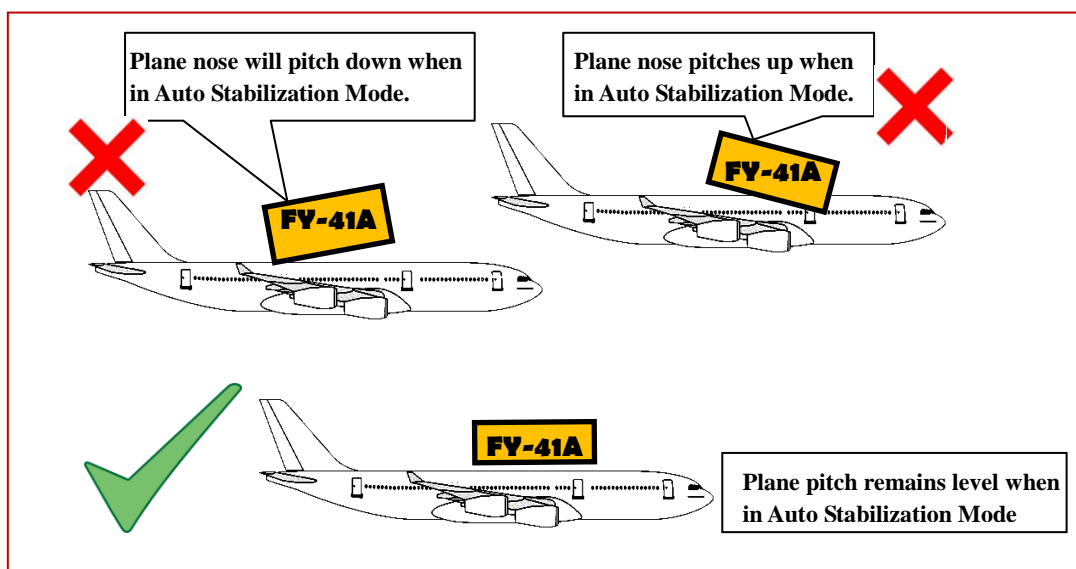 Plane nose will pitch down when
in Auto Stabilization Mode.
Plane nose pitches up when
in Auto Stabilization Mode.
FY-41A
FY-41A
FY-41A
Plane pitch remains level when
in Auto Stabilization Mode